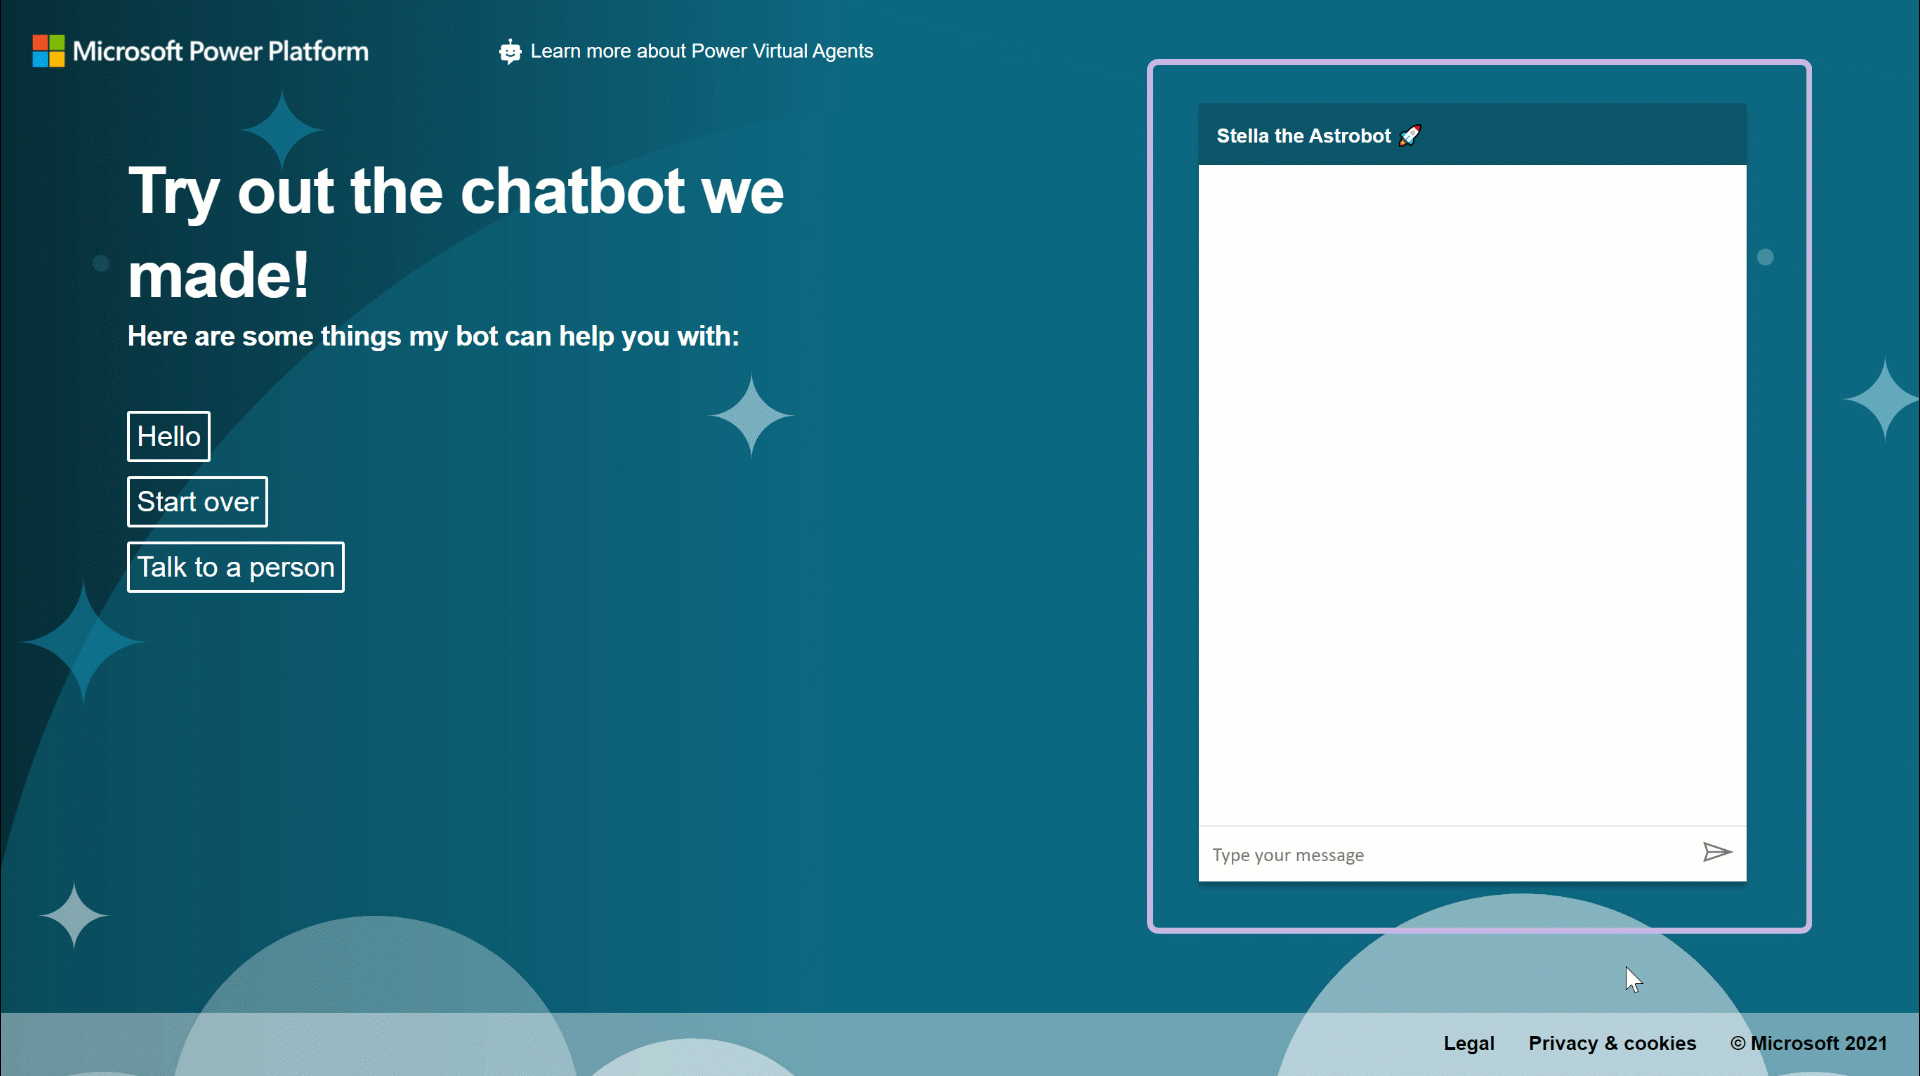 Microsoft Power Platform
Learn more about Power Virtual Agents
Try out the chatbot we
made!
Here are some things my bot can help you with:
Hello
Start over
Talk to a person
Stella the Astrobot 🚀
Type your message
Legal
Privacy & cookies
© Microsoft 2021